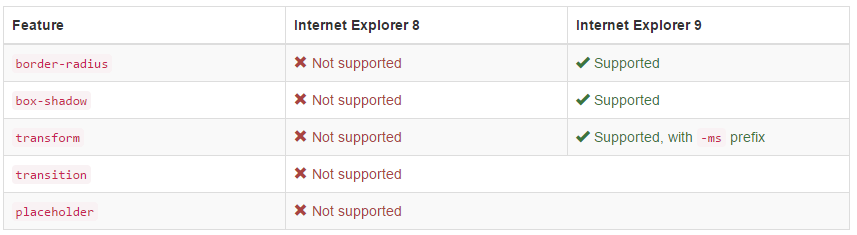 Feature Internet Explorer 8 Internet Explorer 9
border-radius ✖ Not supported ✔ Supported
box-shadow ✖ Not supported ✔ Supported
transform ✖ Not supported ✔ Supported, with -ms prefix
transition ✖ Not supported
placeholder ✖ Not supported